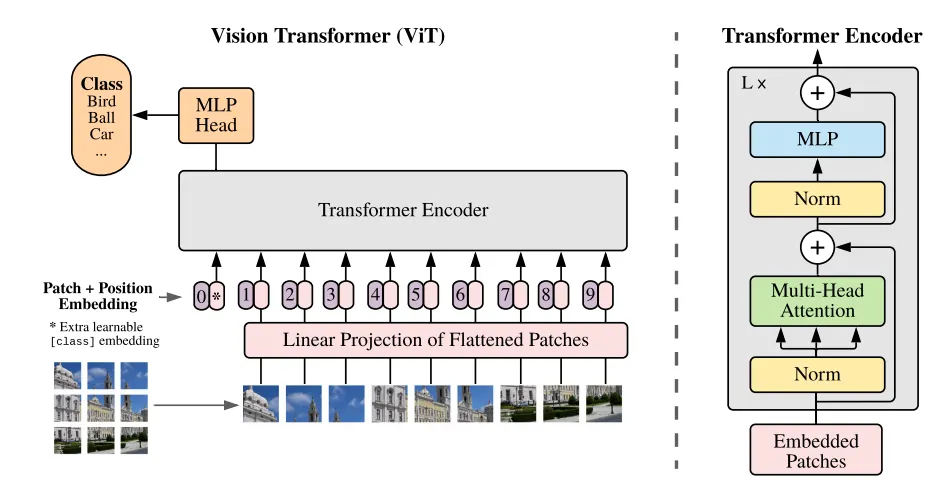 Vision Transformer (ViT)
Class
Bird
Ball
Car
...
MLP
Head
Transformer Encoder
Patch + Position
Embedding
0 * 1 2 3 4 5 6 7 8 9
* Extra learnable
[class] embedding
Linear Projection of Flattened Patches
Transformer Encoder
L ×
+
MLP
Norm
+
Multi-Head
Attention
Norm
Embedded
Patches